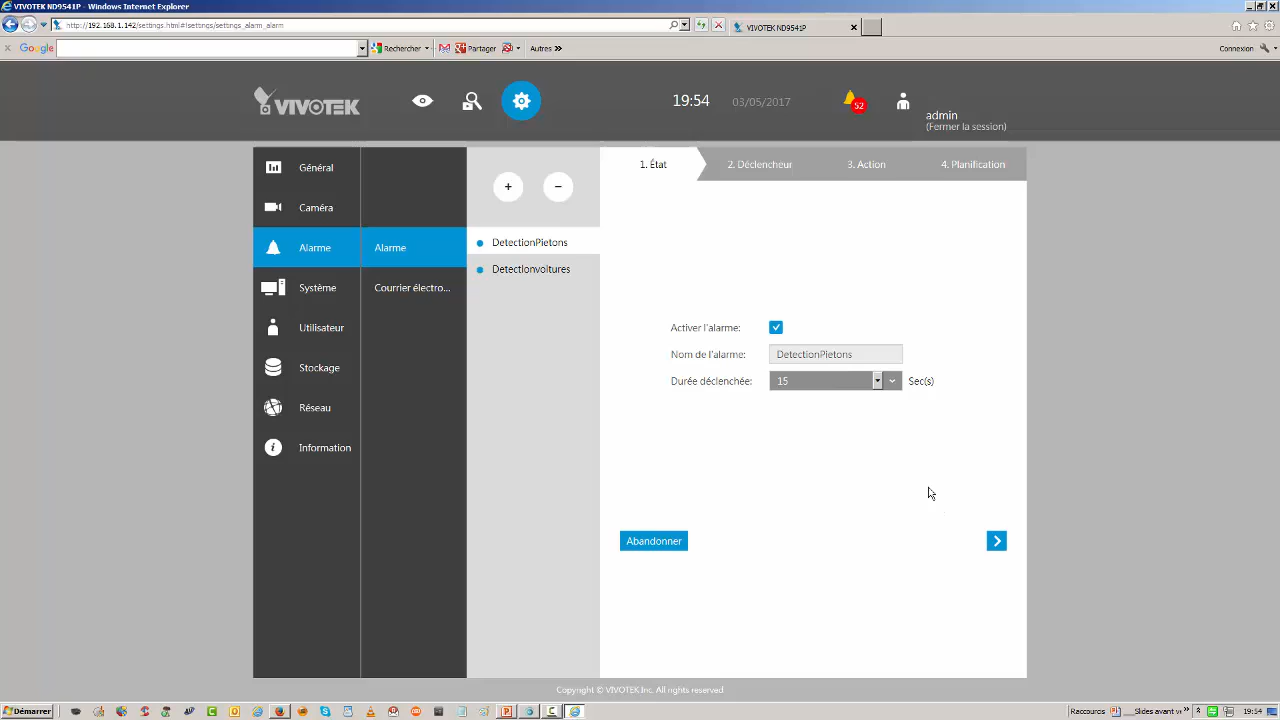 VIVOTEK ND9541P - Windows Internet Explorer
http://192.168.1.142/settings.html#!settings/settings_alarm_alarm
VIVOTEK ND9541P
Google
Rechercher
Partager
Autres »
Connexion
VIVOTEK
19:54
03/05/2017
52
admin
(Fermer la session)
Général
Caméra
Alarme
Système
Utilisateur
Stockage
Réseau
Information
Alarme
Courrier électro...
+
−
DetectionPietons
Detectionvoitures
1. État
2. Déclencheur
3. Action
4. Planification
Activer l'alarme:
Nom de l'alarme:
DetectionPietons
Durée déclenchée:
15
Sec(s)
Abandonner
Copyright © VIVOTEK Inc. All rights reserved
Démarrer
Raccouros
Slides avant v
19:54